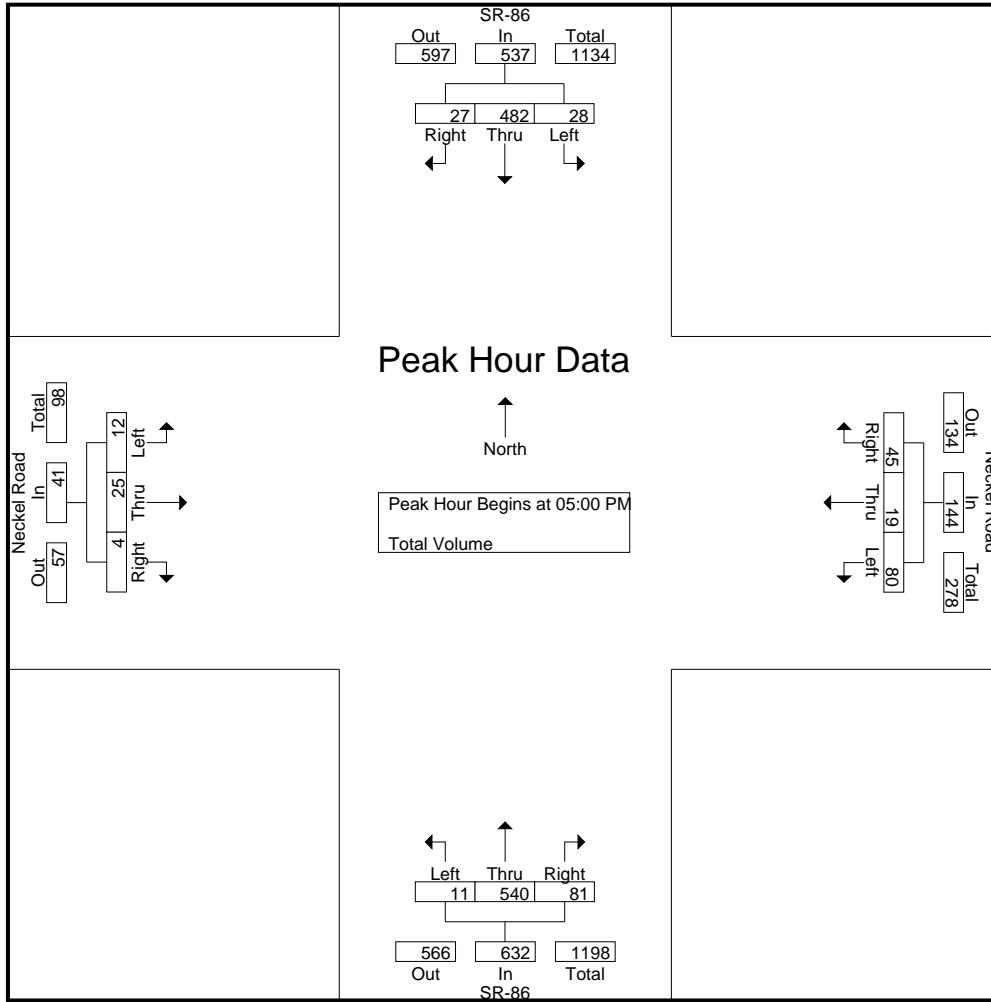 SR-86
Out In Total
597 537 1134
27 482 28
Right Thru Left
Peak Hour Data
North
Peak Hour Begins at 05:00 PM
Total Volume
Neckel Road
Total In Out
98 41 57
12 25 4
Left Thru Right
Right Thru Left
45 19 80
134 144 278
Out In Total
Neckel Road
Left Thru Right
11 540 81
566 632 1198
Out In Total
SR-86